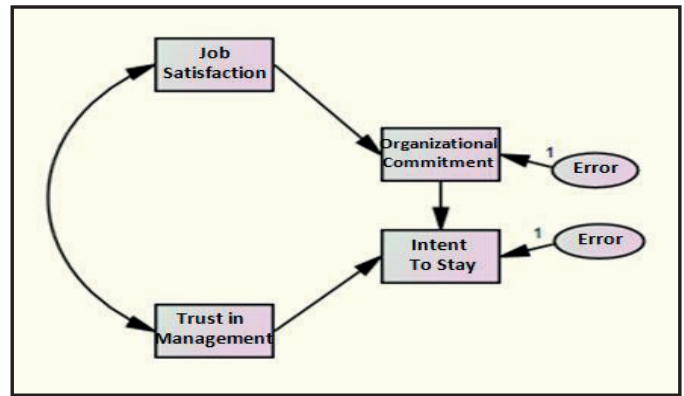 Job
Satisfaction
Organizational
Commitment
1
Error
1
Error
Intent
To Stay
Trust in
Management